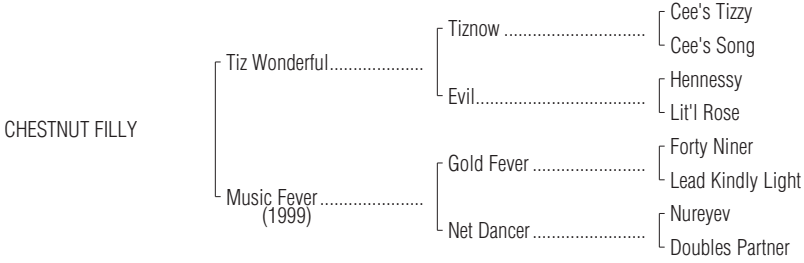 Cee's Tizzy
Tiznow ..............................
Cee's Song
Tiz Wonderful....................
Hennessy
Evil.....................................
Lit'l Rose
CHESTNUT FILLY
Forty Niner
Gold Fever ........................
Lead Kindly Light
Music Fever ......................
(1999)
Nureyev
Net Dancer ........................
Doubles Partner